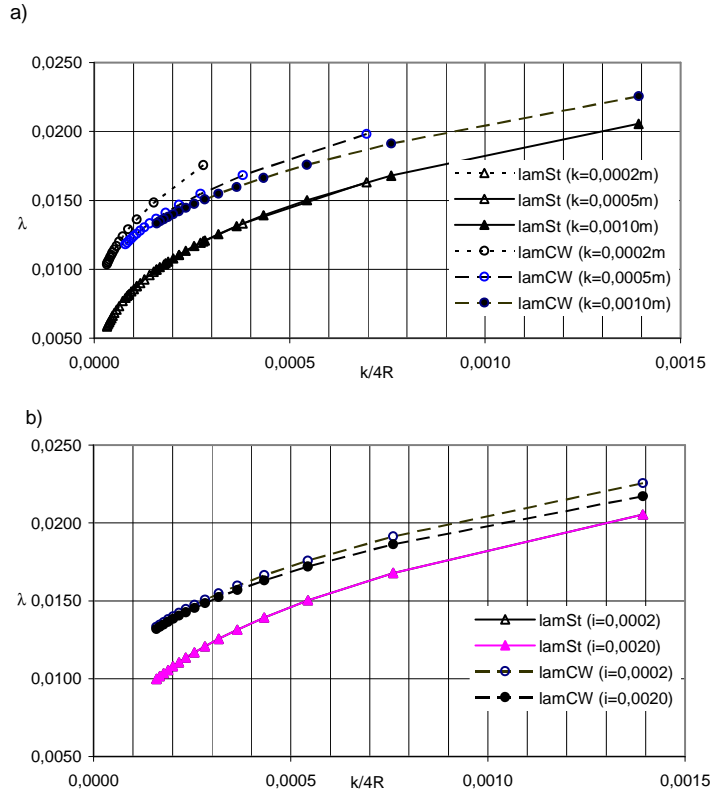 a)
0,0250
0,0200
0,0150
λ
0,0100
0,0050
0,0000
0,0005
0,0010
0,0015
k/4R
lamSt (k=0,0002m)
lamSt (k=0,0005m)
lamSt (k=0,0010m)
lamCW (k=0,0002m
lamCW (k=0,0005m)
lamCW (k=0,0010m)
b)
0,0250
0,0200
λ
0,0150
0,0100
0,0050
0,0000
0,0005
0,0010
0,0015
k/4R
lamSt (i=0,0002)
lamSt (i=0,0020)
lamCW (i=0,0002)
lamCW (i=0,0020)